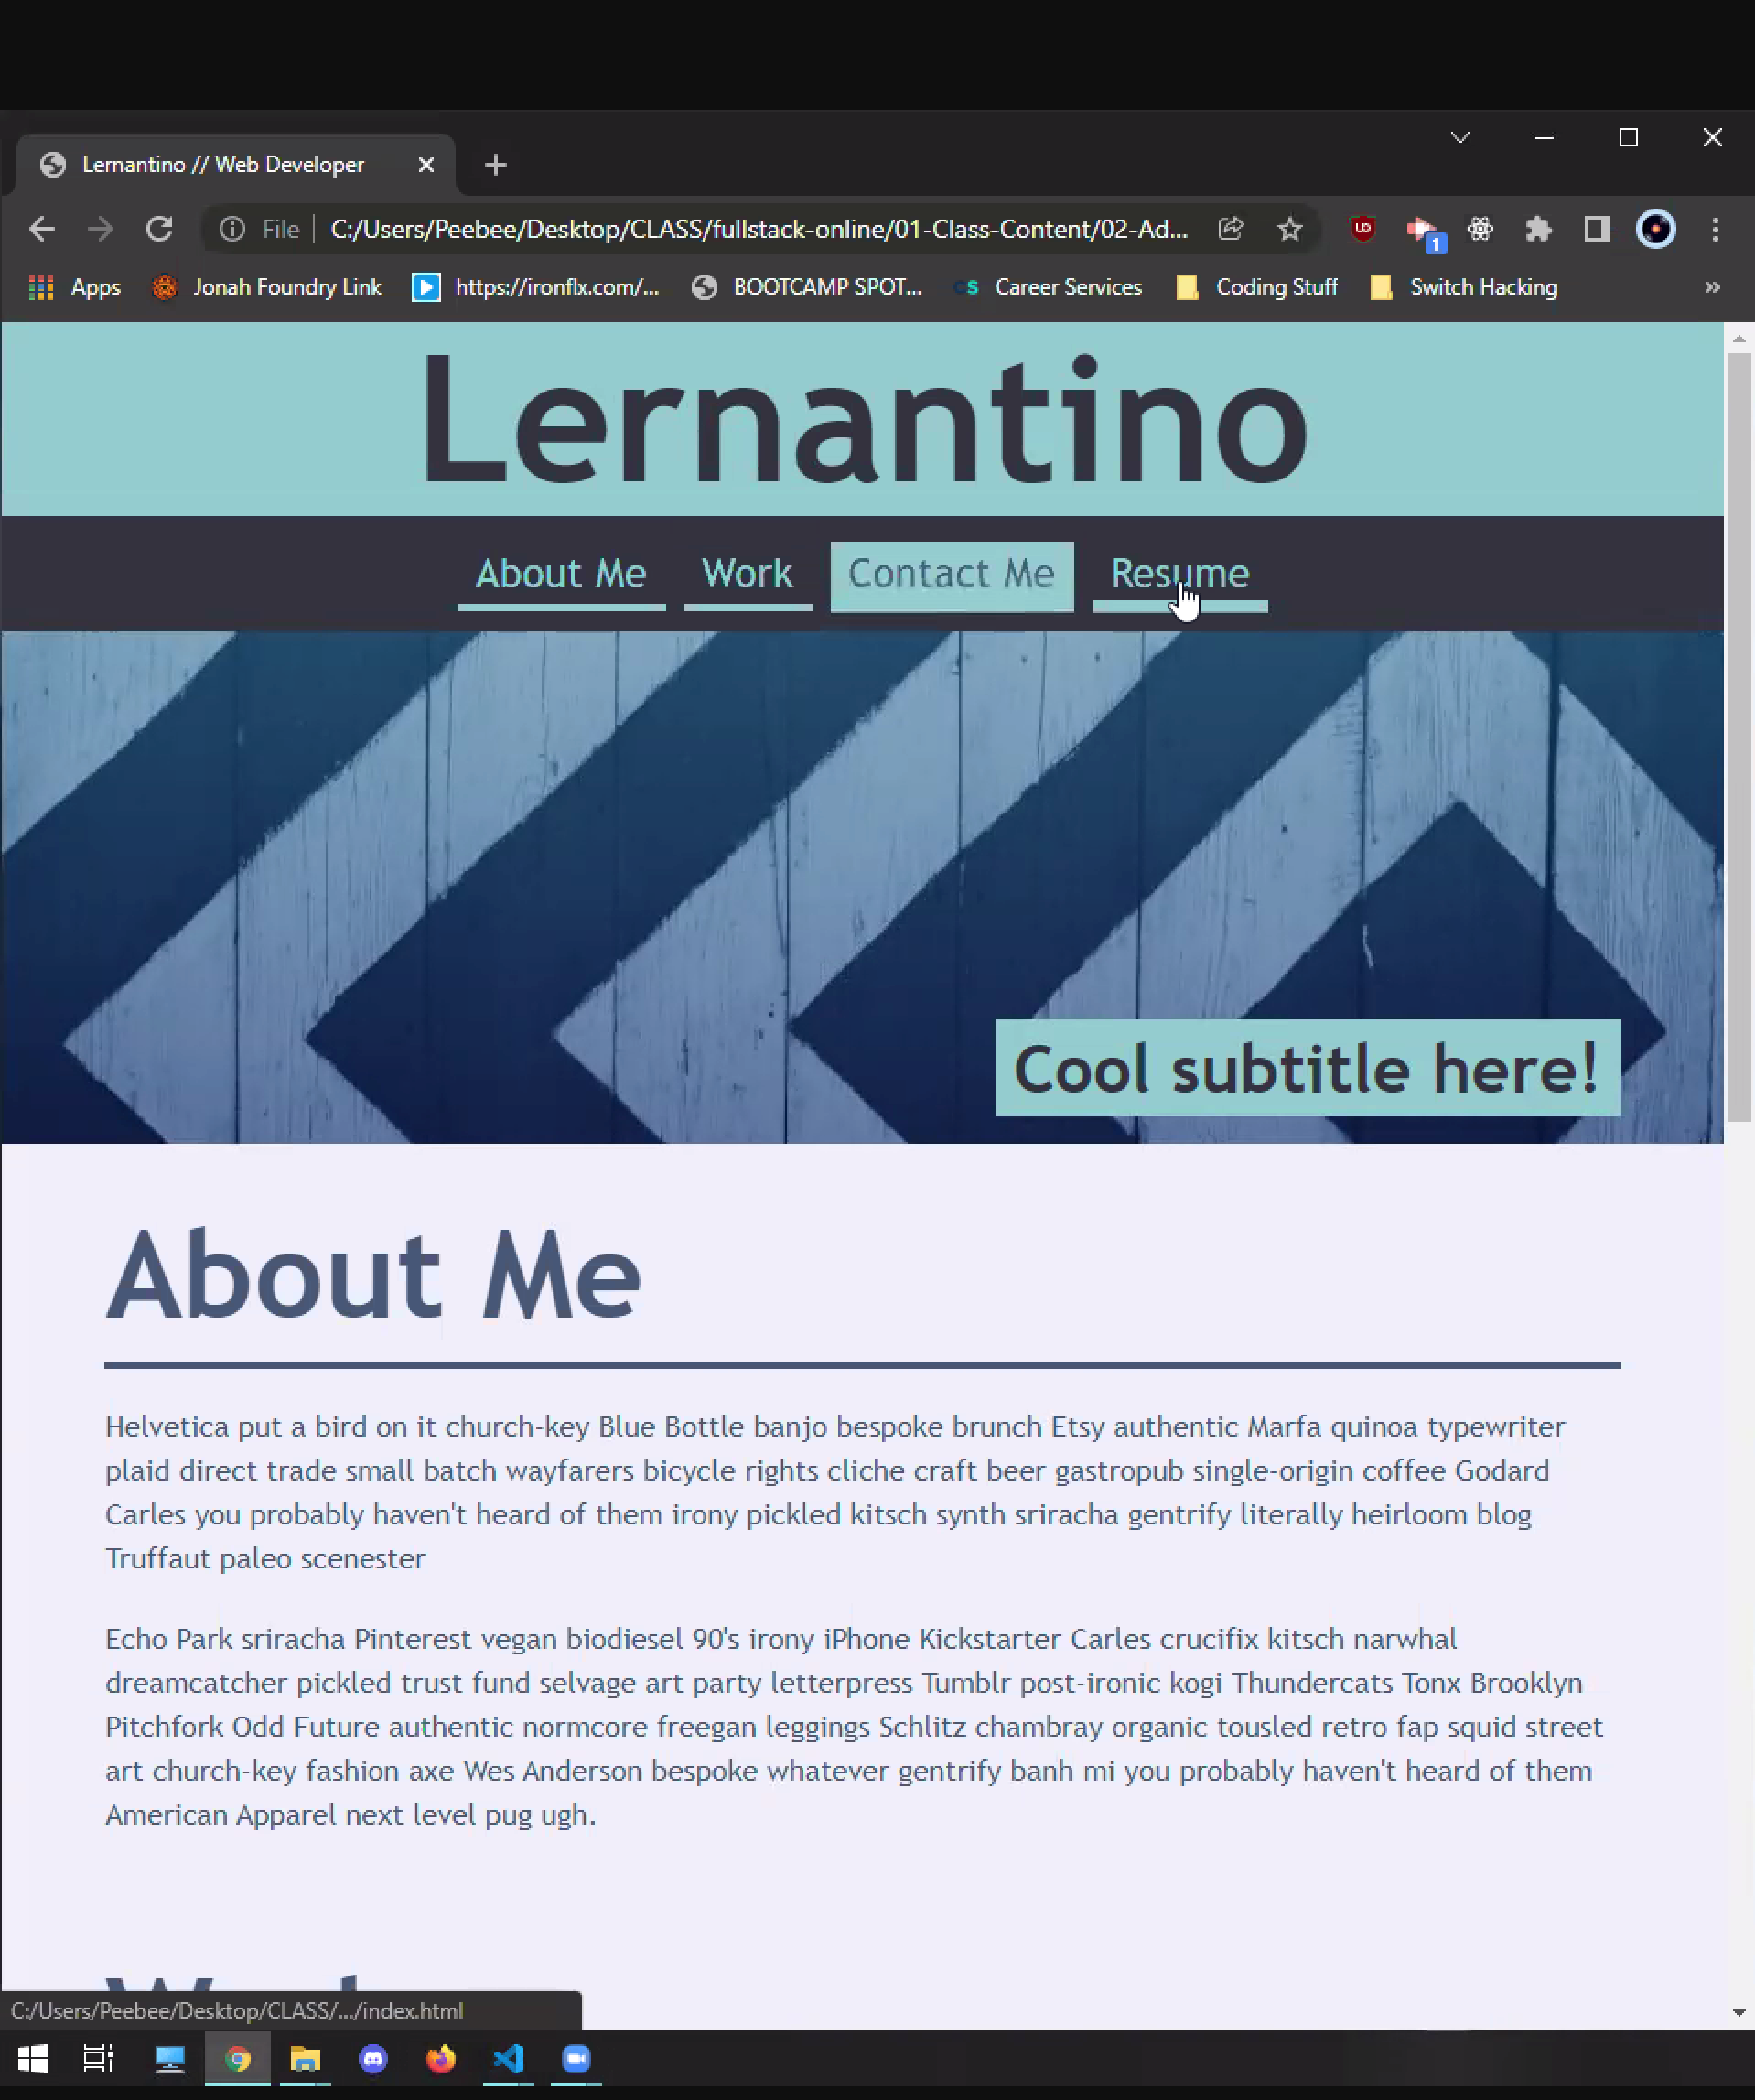 Lernantino // Web Developer
File
C:/Users/Peebee/Desktop/CLASS/fullstack-online/01-Class-Content/02-Ad...
1
Apps
Jonah Foundry Link
https://ironflx.com/...
BOOTCAMP SPOT...
CS
Career Services
Coding Stuff
Switch Hacking
»
Lernantino
About Me
Work
Contact Me
Resume
Cool subtitle here!
About Me
Helvetica put a bird on it church-key Blue Bottle banjo bespoke brunch Etsy authentic Marfa quinoa typewriter
plaid direct trade small batch wayfarers bicycle rights cliche craft beer gastropub single-origin coffee Godard
Carles you probably haven't heard of them irony pickled kitsch synth sriracha gentrify literally heirloom blog
Truffaut paleo scenester
Echo Park sriracha Pinterest vegan biodiesel 90's irony iPhone Kickstarter Carles crucifix kitsch narwhal
dreamcatcher pickled trust fund selvage art party letterpress Tumblr post-ironic kogi Thundercats Tonx Brooklyn
Pitchfork Odd Future authentic normcore freegan leggings Schlitz chambray organic tousled retro fap squid street
art church-key fashion axe Wes Anderson bespoke whatever gentrify banh mi you probably haven't heard of them
American Apparel next level pug ugh.
C:/Users/Peebee/Desktop/CLASS/.../index.html